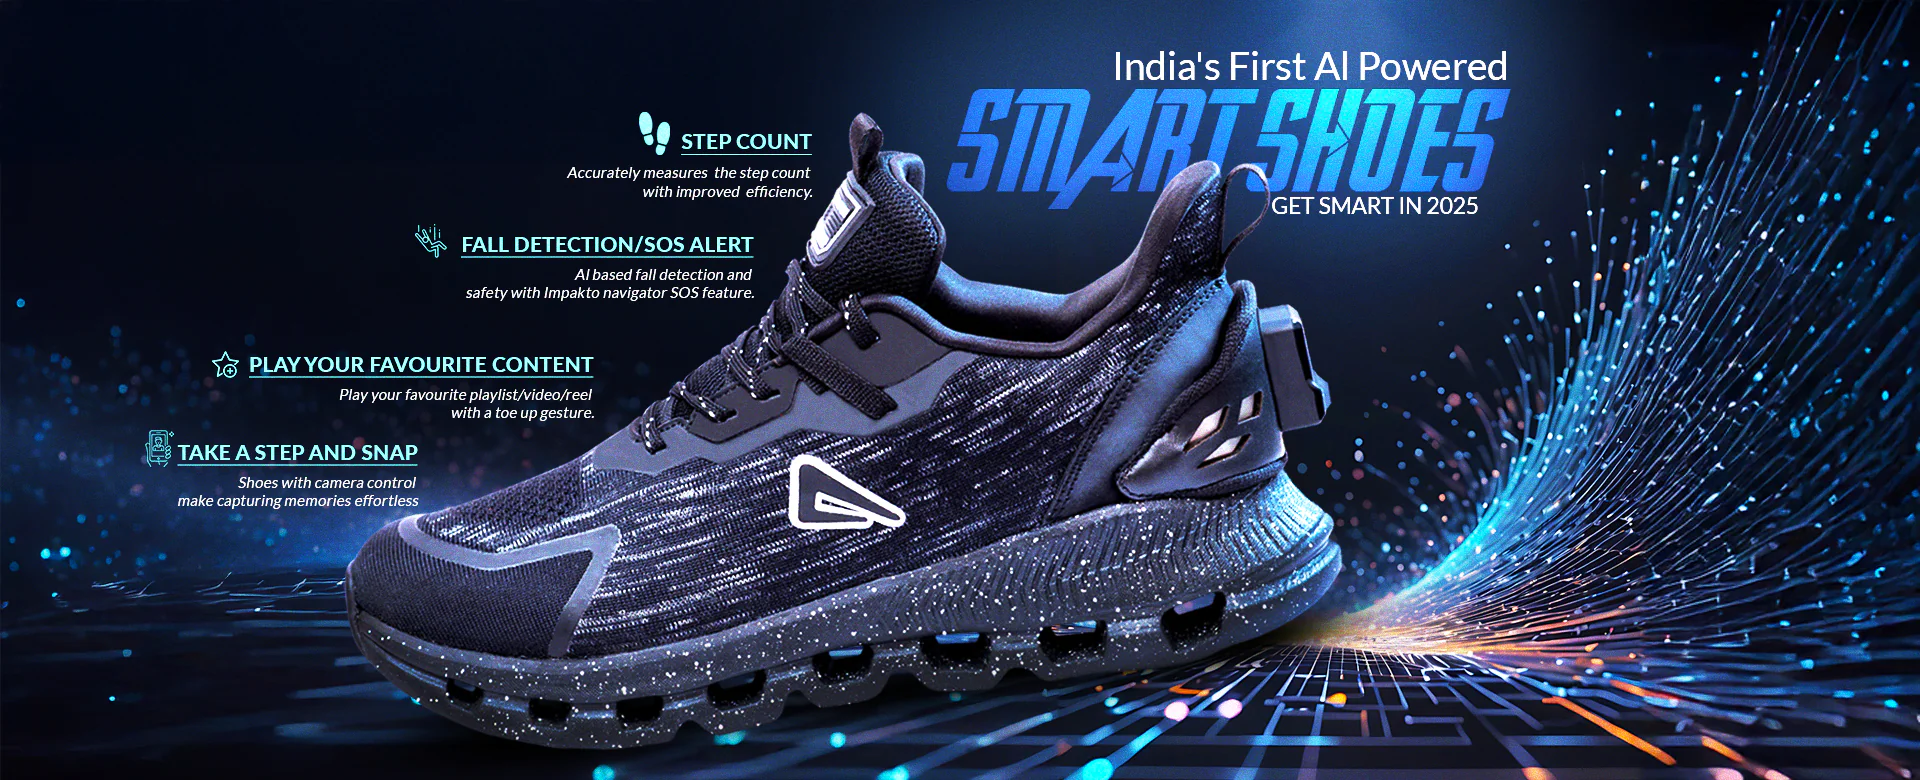 India's First AI Powered
SMART SHOES
GET SMART IN 2025
STEP COUNT
Accurately measures the step count
with improved efficiency.
FALL DETECTION/SOS ALERT
AI based fall detection and
safety with Impakto navigator SOS feature.
PLAY YOUR FAVOURITE CONTENT
Play your favourite playlist/video/reel
with a toe up gesture.
TAKE A STEP AND SNAP
Shoes with camera control
make capturing memories effortless